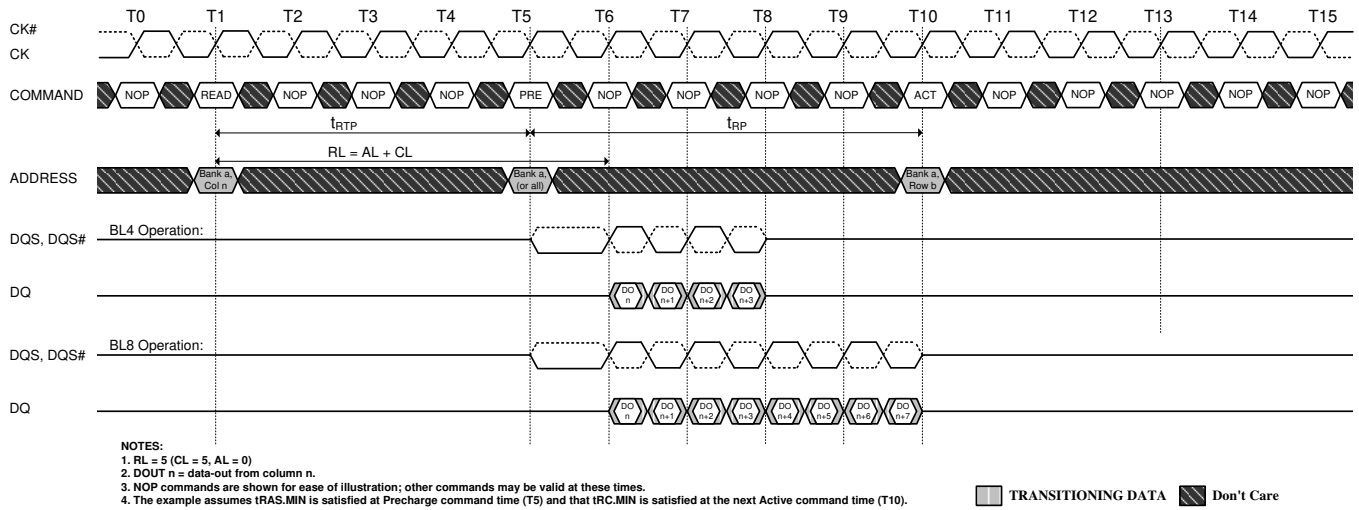 T0 T1 T2 T3 T4 T5 T6 T7 T8 T9 T10 T11 T12 T13 T14 T15
CK#
CK
COMMAND NOP READ NOP NOP NOP PRE NOP NOP NOP NOP ACT NOP NOP NOP NOP NOP
tRTP tRP
RL = AL + CL
ADDRESS Bank a, Col n Bank a, (or all) Bank a, Row b
BL4 Operation:
DQS, DQS#
DQ DO n DO n+1 DO n+2 DO n+3
BL8 Operation:
DQS, DQS#
DQ DO n DO n+1 DO n+2 DO n+3 DO n+4 DO n+5 DO n+6 DO n+7
NOTES:
1. RL = 5 (CL = 5, AL = 0)
2. DOUT n = data-out from column n.
3. NOP commands are shown for ease of illustration; other commands may be valid at these times.
4. The example assumes tRAS.MIN is satisfied at Precharge command time (T5) and that tRC.MIN is satisfied at the next Active command time (T10).
TRANSITIONING DATA Don't Care